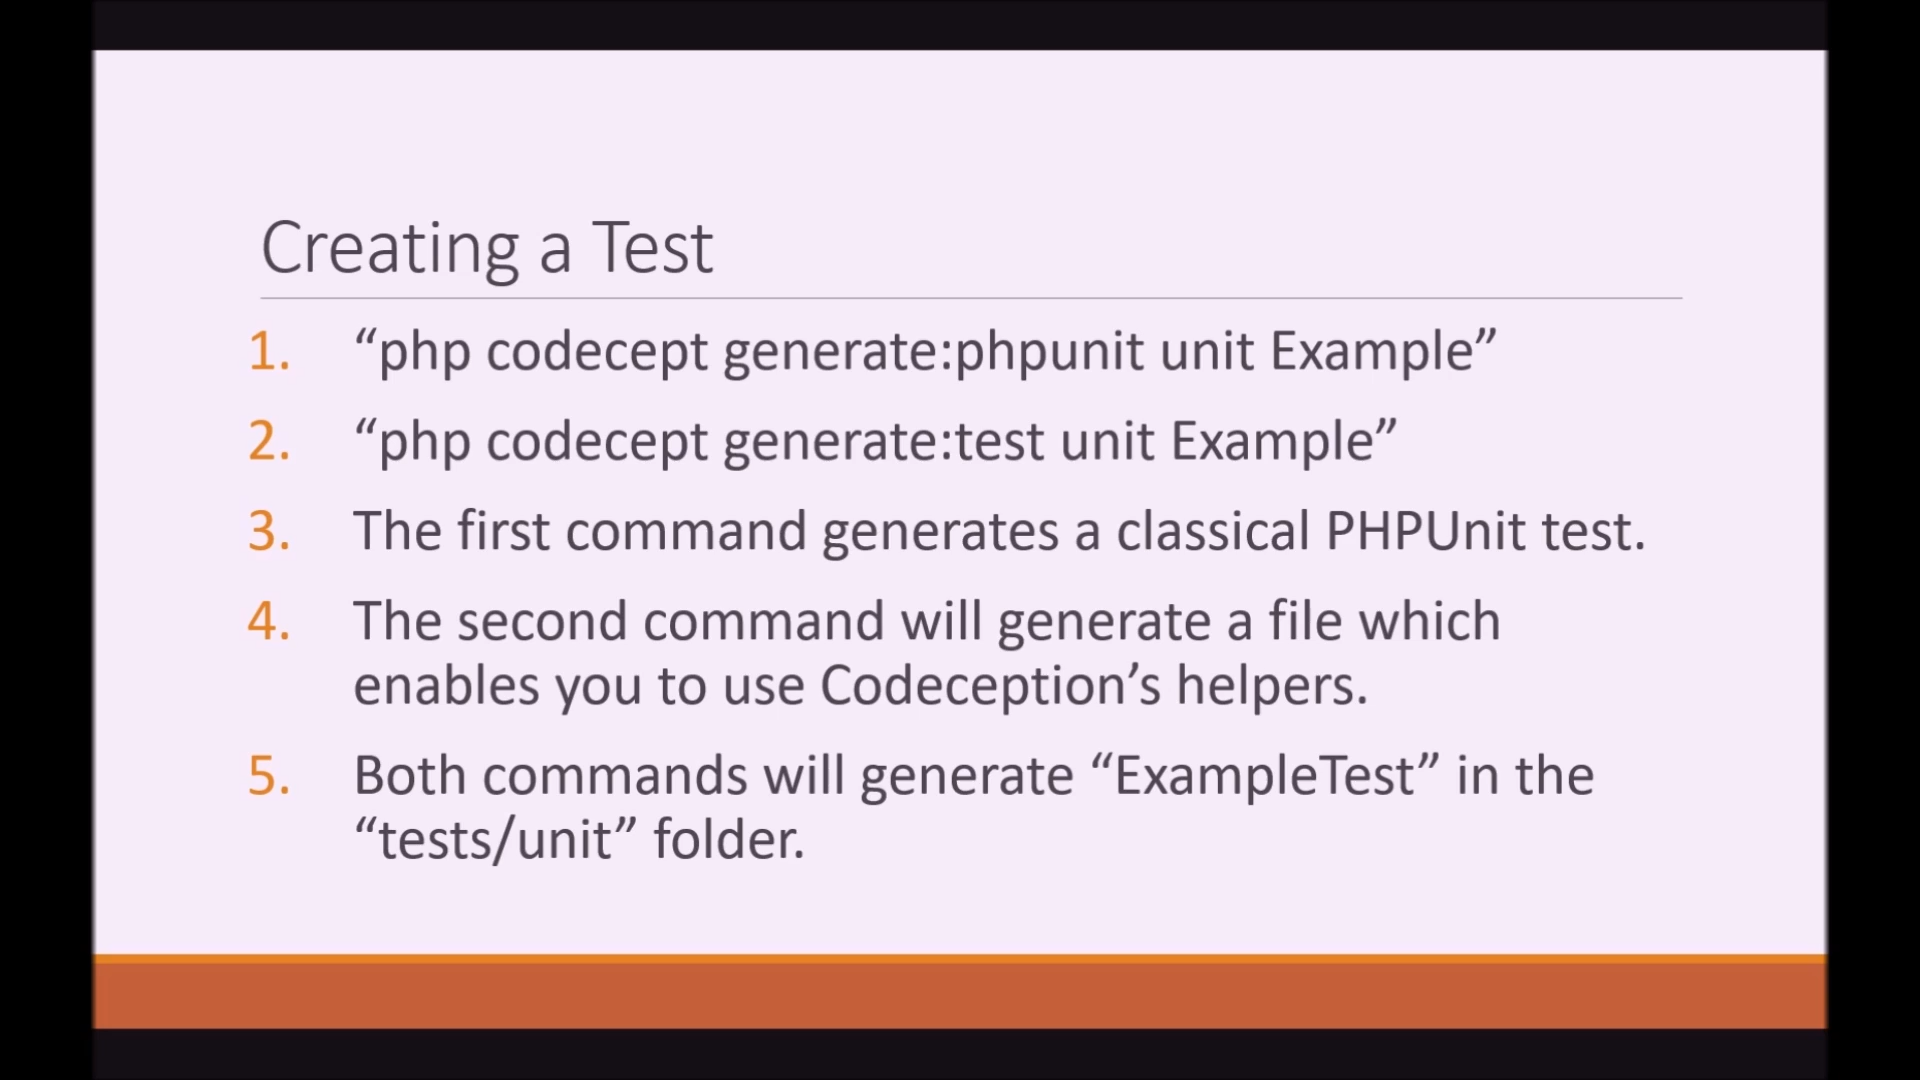 Creating a Test
1. “php codecept generate:phpunit unit Example”
2. “php codecept generate:test unit Example”
3. The first command generates a classical PHPUnit test.
4. The second command will generate a file which
enables you to use Codeception’s helpers.
5. Both commands will generate “ExampleTest” in the
“tests/unit” folder.